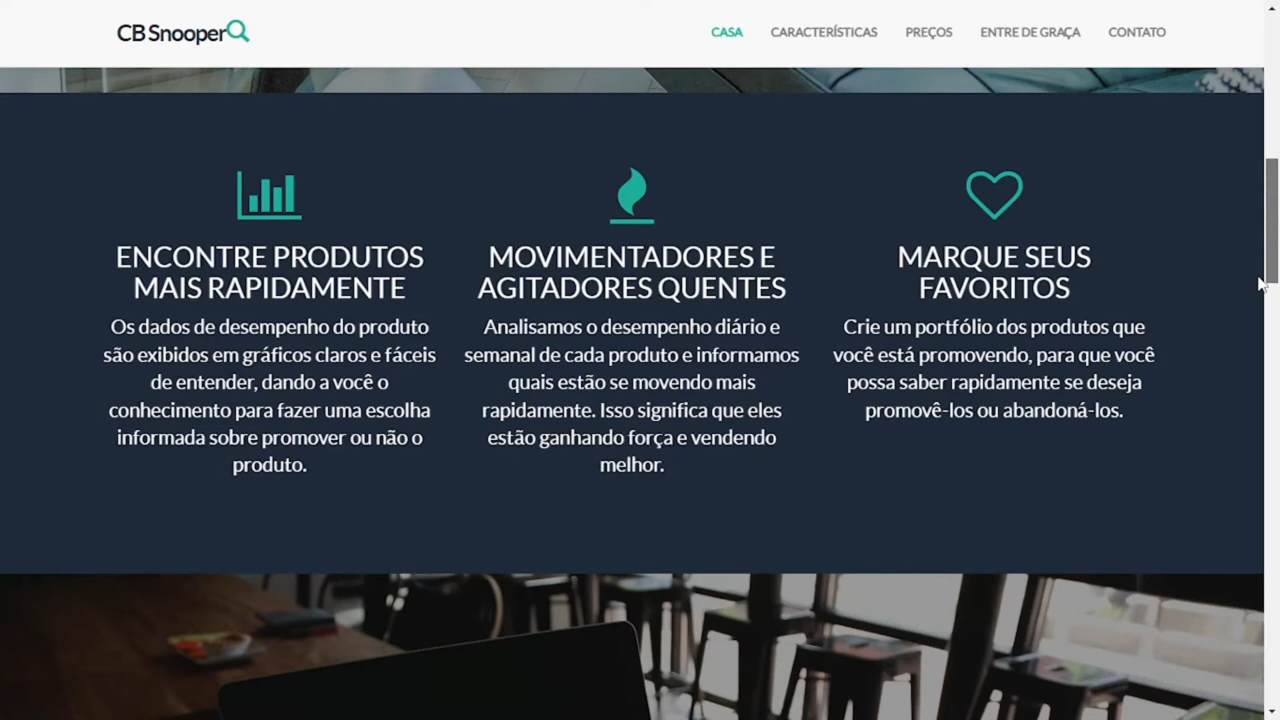 CB Snooper
CASA CARACTERÍSTICAS PREÇOS ENTRE DE GRAÇA CONTATO
ENCONTRE PRODUTOS
MAIS RAPIDAMENTE
Os dados de desempenho do produto
são exibidos em gráficos claros e fáceis
de entender, dando a você o
conhecimento para fazer uma escolha
informada sobre promover ou não o
produto.
MOVIMENTADORES E
AGITADORES QUENTES
Analisamos o desempenho diário e
semanal de cada produto e informamos
quais estão se movendo mais
rapidamente. Isso significa que eles
estão ganhando força e vendendo
melhor.
MARQUE SEUS
FAVORITOS
Crie um portfólio dos produtos que
você está promovendo, para que você
possa saber rapidamente se deseja
promovê-los ou abandoná-los.